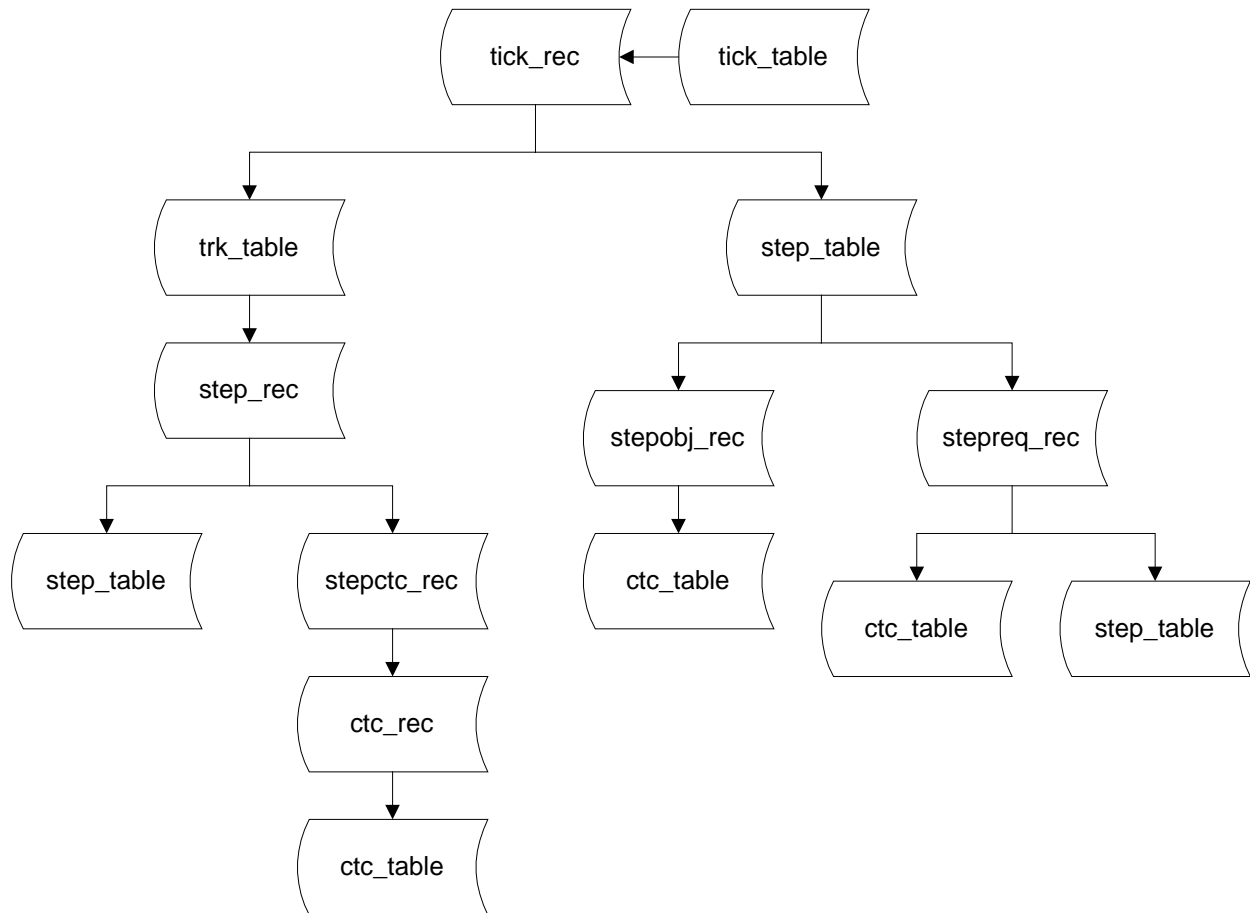 tick_rec
tick_table
trk_table
step_table
step_rec
stepobj_rec
stepreq_rec
step_table
stepctc_rec
ctc_table
ctc_table
step_table
ctc_rec
ctc_table